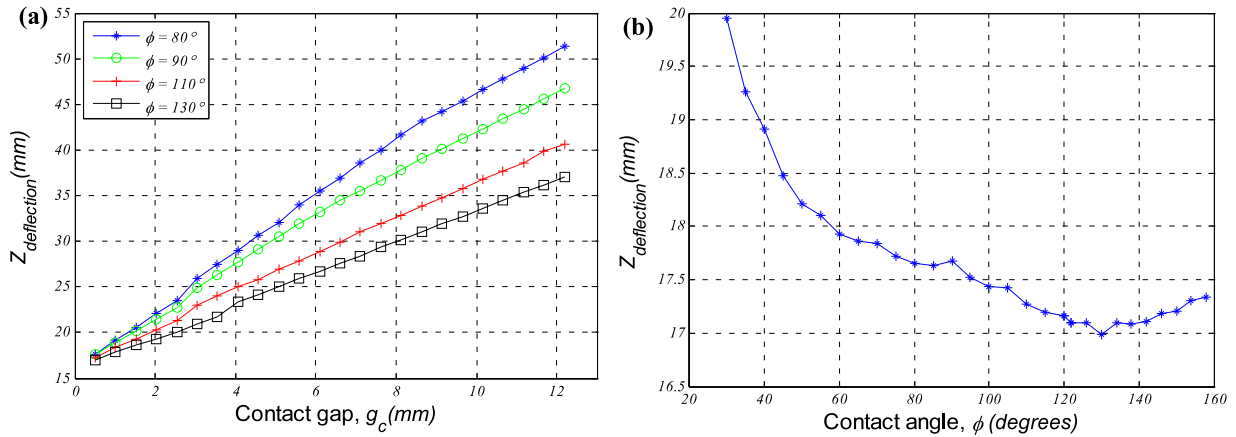 (a)
55
50
45
40
35
30
25
20
15
Z_deflection(mm)
ϕ = 80°
ϕ = 90°
ϕ = 110°
ϕ = 130°
0 2 4 6 8 10 12
Contact gap, g_c(mm)
(b)
20
19.5
19
18.5
18
17.5
17
16.5
Z_deflection(mm)
20 40 60 80 100 120 140 160
Contact angle, ϕ (degrees)